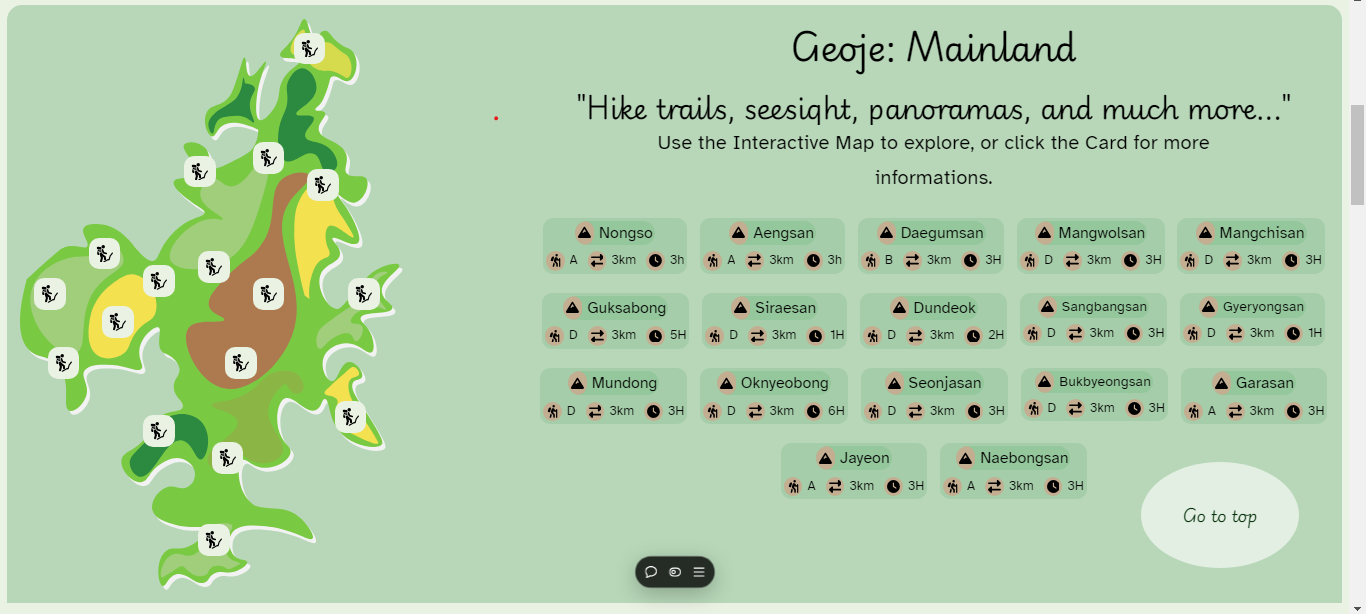 Geoje: Mainland
"Hike trails, seesight, panoramas, and much more..."
Use the Interactive Map to explore, or click the Card for more
informations.
Nongso
A 3km 3h
Aengsan
A 3km 3h
Daegumsan
B 3km 3H
Mangwolsan
D 3km 3H
Mangchisan
D 3km 3H
Guksabong
D 3km 5H
Siraesan
D 3km 1H
Dundeok
D 3km 2H
Sangbangsan
D 3km 3H
Gyeryongsan
D 3km 1H
Mundong
D 3km 3H
Oknyeobong
D 3km 6H
Seonjasan
D 3km 3H
Bukbyeongsan
D 3km 3H
Garasan
A 3km 3H
Jayeon
A 3km 3H
Naebongsan
A 3km 3H
Go to top